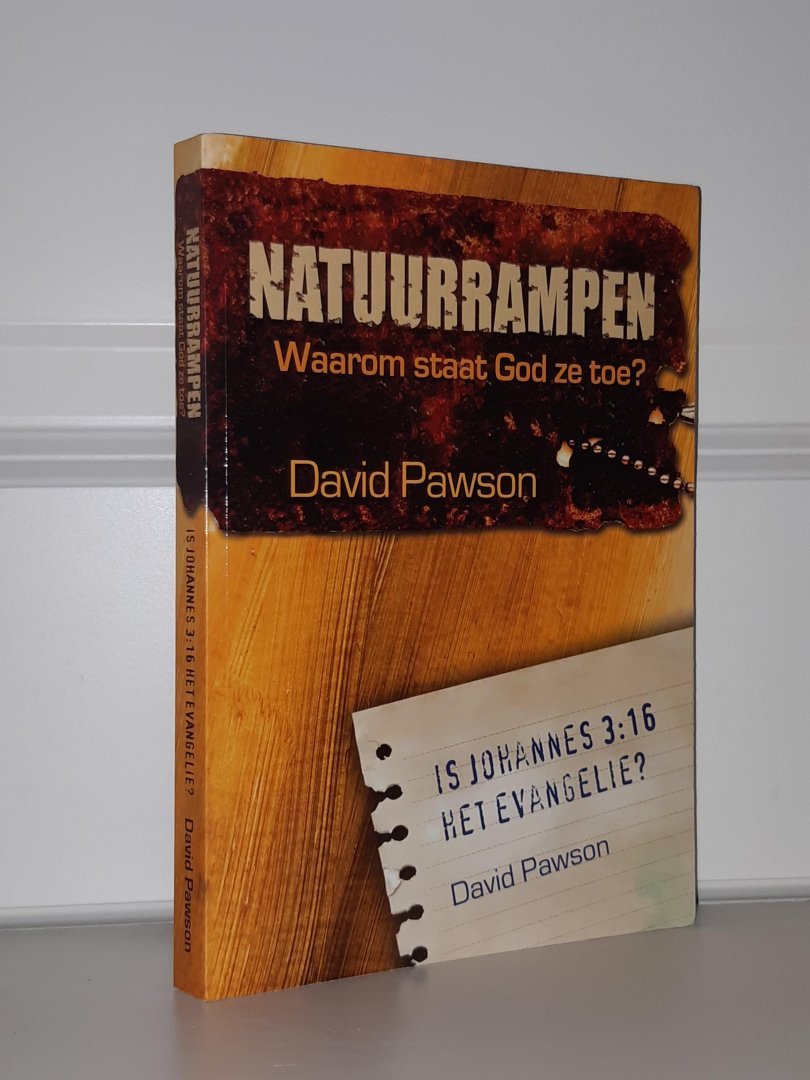 NATUURRAMPEN
Waarom staat God ze toe?
David Pawson
IS JOHANNES 3:16
HET EVANGELIE?
David Pawson
NATUURRAMPEN
Waarom staat God ze toe?
IS JOHANNES 3:16 HET EVANGELIE?
David Pawson